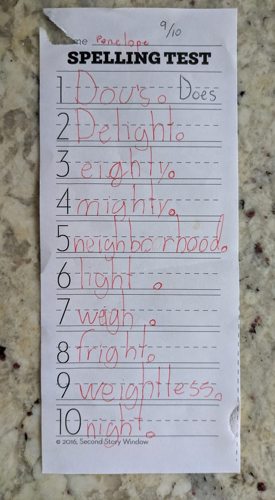 9/10
me Penelope
SPELLING TEST
1 Dous. Does
2 Delight.
3 eighty.
4 mighty.
5 neighborhood.
6 light.
7 weigh.
8 fright.
9 weightless.
10 night.
© 2016, Second Story Window